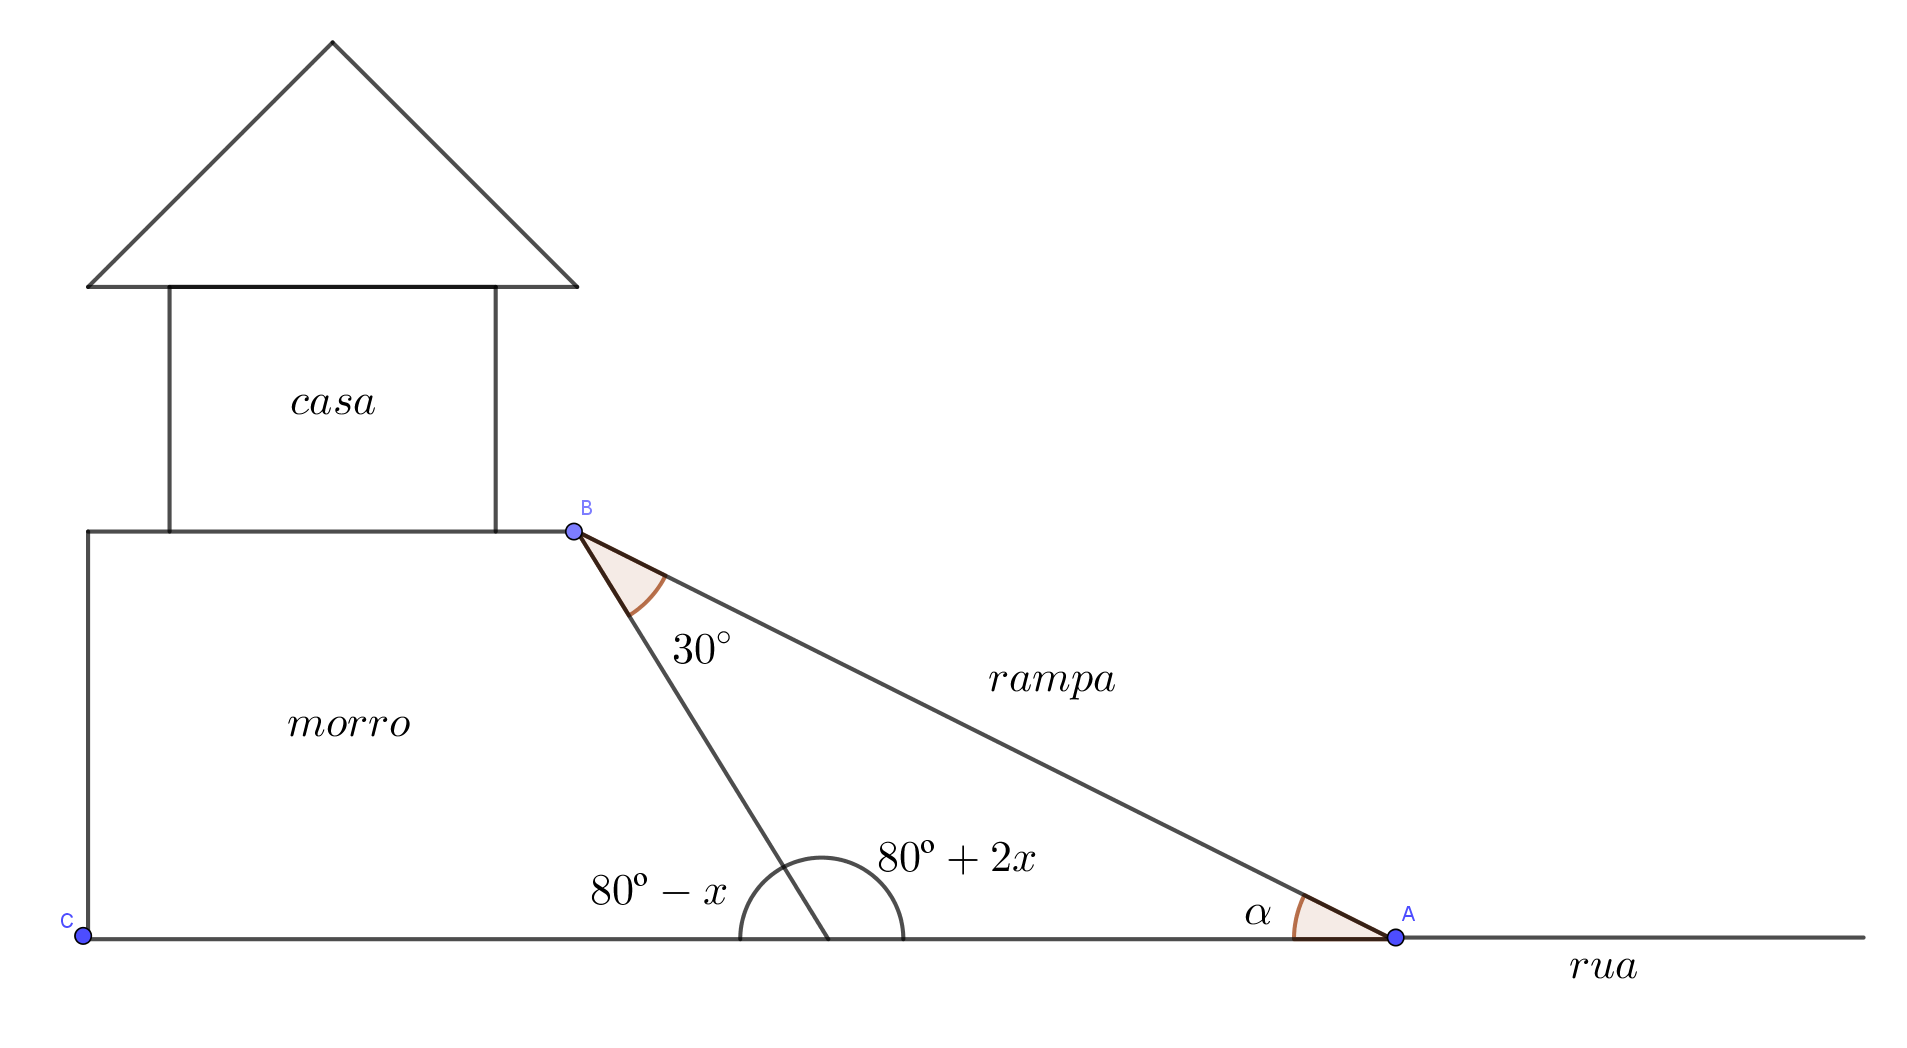 casa
B
30°
rampa
morro
80º + 2x
80º − x
α
A
C
rua